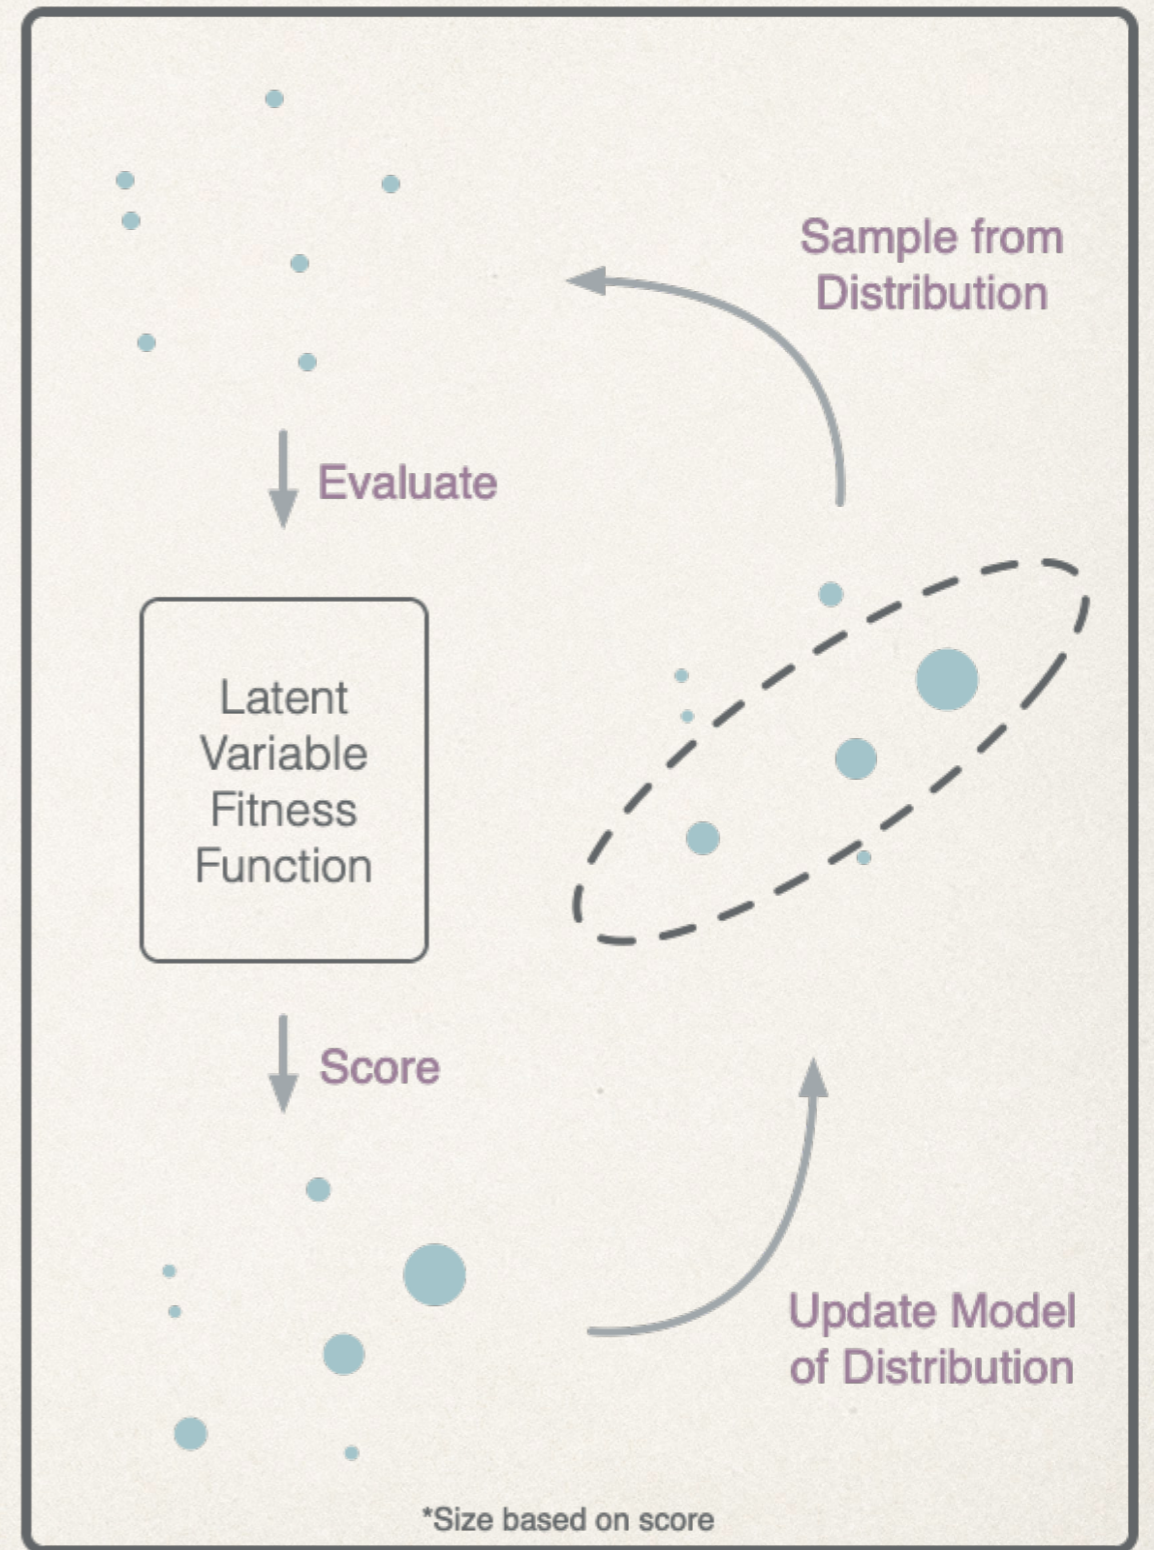 Sample from
Distribution
Evaluate
Latent
Variable
Fitness
Function
Score
Update Model
of Distribution
*Size based on score